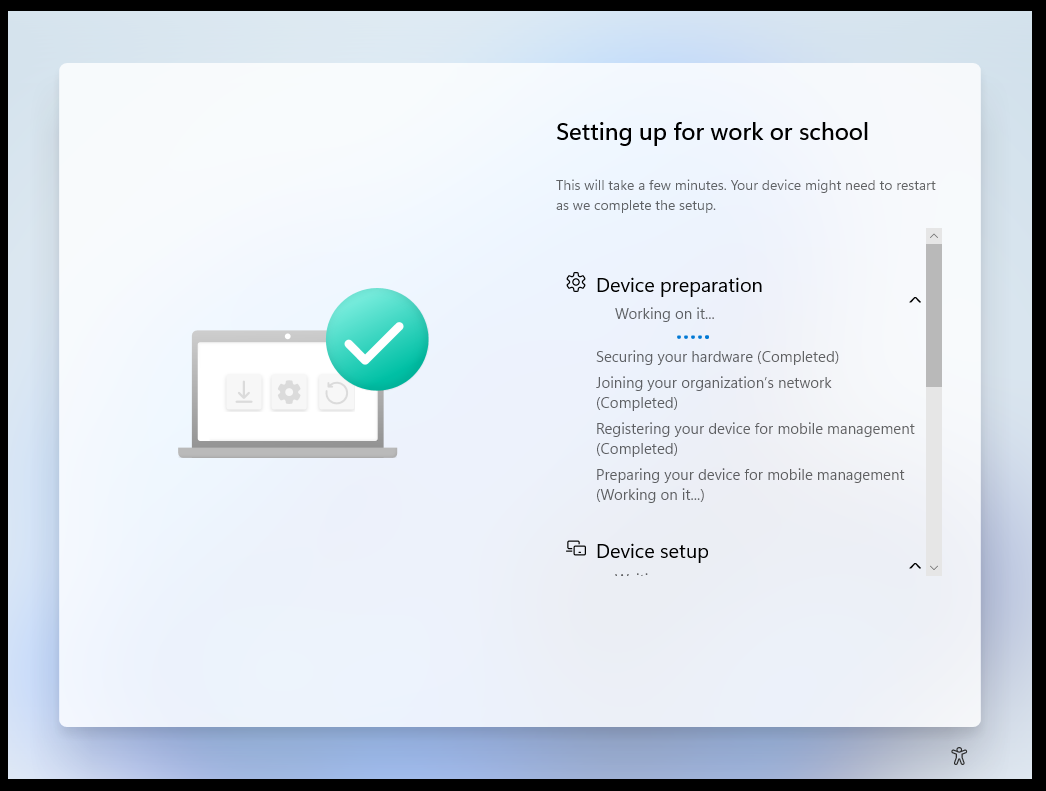 Setting up for work or school
This will take a few minutes. Your device might need to restart
as we complete the setup.
Device preparation
Working on it...
Securing your hardware (Completed)
Joining your organization's network
(Completed)
Registering your device for mobile management
(Completed)
Preparing your device for mobile management
(Working on it...)
Device setup